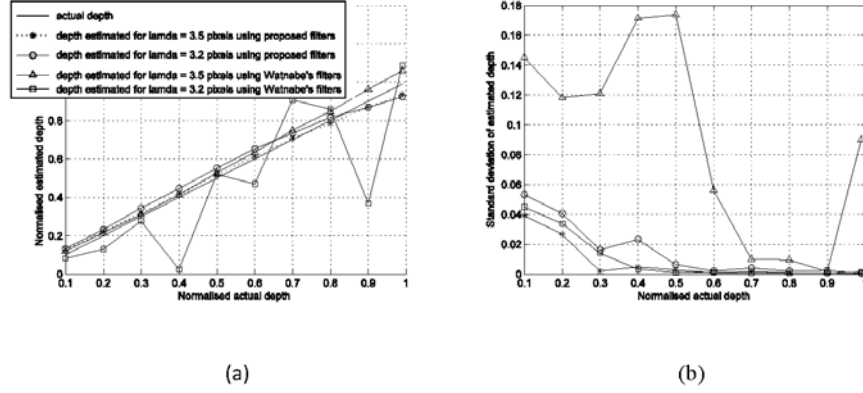 actual depth
depth estimated for lamda = 3.5 pixels using proposed filters
depth estimated for lamda = 3.2 pixels using proposed filters
depth estimated for lamda = 3.5 pixels using Watnabe's filters
depth estimated for lamda = 3.2 pixels using Watnabe's filters
Normalised estimated depth
0.8
0.6
0.4
0.2
0
0.1 0.2 0.3 0.4 0.5 0.6 0.7 0.8 0.9 1
Normalised actual depth
(a)
Standard deviation of estimated depth
0.18
0.16
0.14
0.12
0.1
0.08
0.06
0.04
0.02
0
0.1 0.2 0.3 0.4 0.5 0.6 0.7 0.8 0.9
Normalised actual depth
(b)